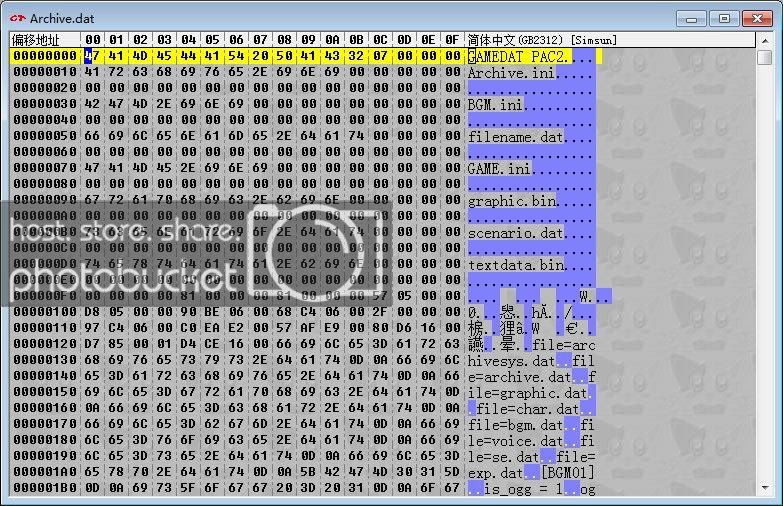 Archive.dat
偏移地址 00 01 02 03 04 05 06 07 08 09 0A 0B 0C 0D 0E 0F 简体中文(GB2312) [Simsun]
00000000 47 41 4D 45 44 41 54 20 50 41 43 32 07 00 00 00 GAMEDAT PAC2....
00000010 41 72 63 68 69 76 65 2E 69 6E 69 00 00 00 00 00 Archive.ini.....
00000020 00 00 00 00 00 00 00 00 00 00 00 00 00 00 00 00 ................
00000030 42 47 4D 2E 69 6E 69 00 00 00 00 00 00 00 00 00 BGM.ini.........
00000040 00 00 00 00 00 00 00 00 00 00 00 00 00 00 00 00 ................
00000050 66 69 6C 65 6E 61 6D 65 2E 64 61 74 00 00 00 00 filename.dat....
00000060 00 00 00 00 00 00 00 00 00 00 00 00 00 00 00 00 ................
00000070 47 41 4D 45 2E 69 6E 69 00 00 00 00 00 00 00 00 GAME.ini........
00000080 00 00 00 00 00 00 00 00 00 00 00 00 00 00 00 00 ................
00000090 67 72 61 70 68 69 63 2E 62 69 6E 00 00 00 00 00 graphic.bin.....
000000A0 00 00 00 00 00 00 00 00 00 00 00 00 00 00 00 00 ................
000000B0 73 63 65 6E 61 72 69 6F 2E 64 61 74 00 00 00 00 scenario.dat....
000000C0 00 00 00 00 00 00 00 00 00 00 00 00 00 00 00 00 ................
000000D0 74 65 78 74 64 61 74 61 2E 62 69 6E 00 00 00 00 textdata.bin....
000000E0 00 00 00 00 00 00 00 00 00 00 00 00 00 00 00 00 ................
000000F0 00 00 00 00 81 00 00 00 81 00 00 00 57 05 00 00 W...
00000100 D8 05 00 00 90 BE 06 00 68 C4 06 00 2F 00 00 00
00000110 97 C4 06 00 C0 EA E2 00 57 AF E9 00 80 D6 16 00
00000120 D7 85 00 01 D4 CE 16 00 66 69 6C 65 3D 61 72 63 file=arc
00000130 68 69 76 65 73 79 73 2E 64 61 74 0D 0A 66 69 6C hivesys.dat..fil
00000140 65 3D 61 72 63 68 69 76 65 2E 64 61 74 0D 0A 66 e=archive.dat..f
00000150 69 6C 65 3D 67 72 61 70 68 69 63 2E 64 61 74 0D ile=graphic.dat.
00000160 0A 66 69 6C 65 3D 63 68 61 72 2E 64 61 74 0D 0A .file=char.dat..
00000170 66 69 6C 65 3D 62 67 6D 2E 64 61 74 0D 0A 66 69 file=bgm.dat..fi
00000180 6C 65 3D 76 6F 69 63 65 2E 64 61 74 0D 0A 66 69 le=voice.dat..fi
00000190 6C 65 3D 73 65 2E 64 61 74 0D 0A 66 69 6C 65 3D le=se.dat..file=
000001A0 65 78 70 2E 64 61 74 0D 0A 5B 42 47 4D 30 31 5D exp.dat..[BGM01]
000001B0 0D 0A 69 73 5F 6F 67 67 20 3D 20 31 0D 0A 6F 67 ..is_ogg = 1..og
host. store. share.
photobucket